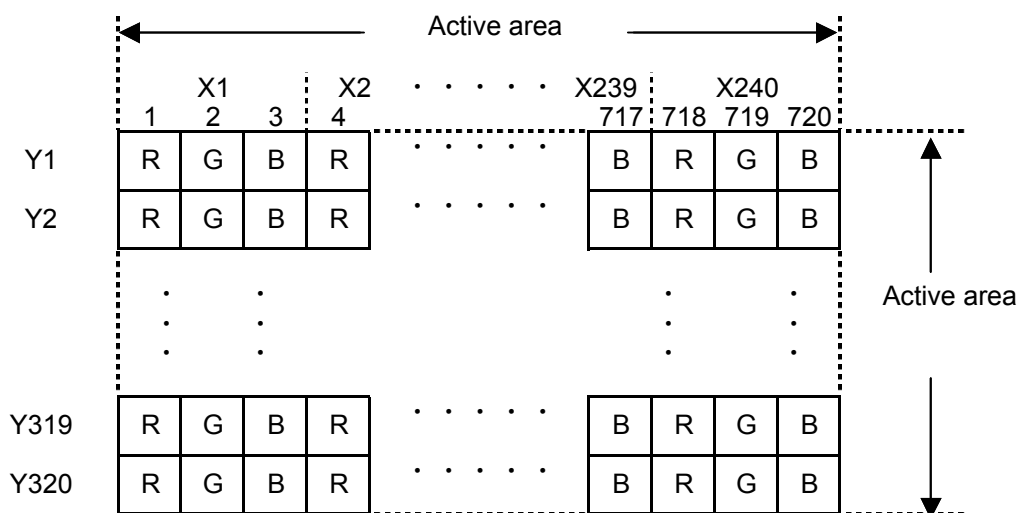 Active area
X1 X2 · · · · · X239 X240
1 2 3 4 717 718 719 720
Y1 R G B R · · · · · B R G B
Y2 R G B R · · · · · B R G B
Active area
Y319 R G B R · · · · · B R G B
Y320 R G B R · · · · · B R G B